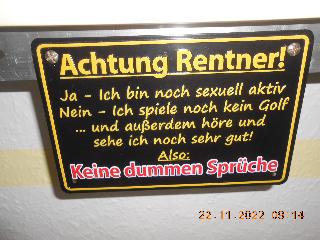 Achtung Rentner!
Ja - Ich bin noch sexuell aktiv
Nein - Ich spiele noch kein Golf
... und außerdem höre und
sehe ich noch sehr gut!
Also:
Keine dummen Sprüche
22.11.2022 09:14